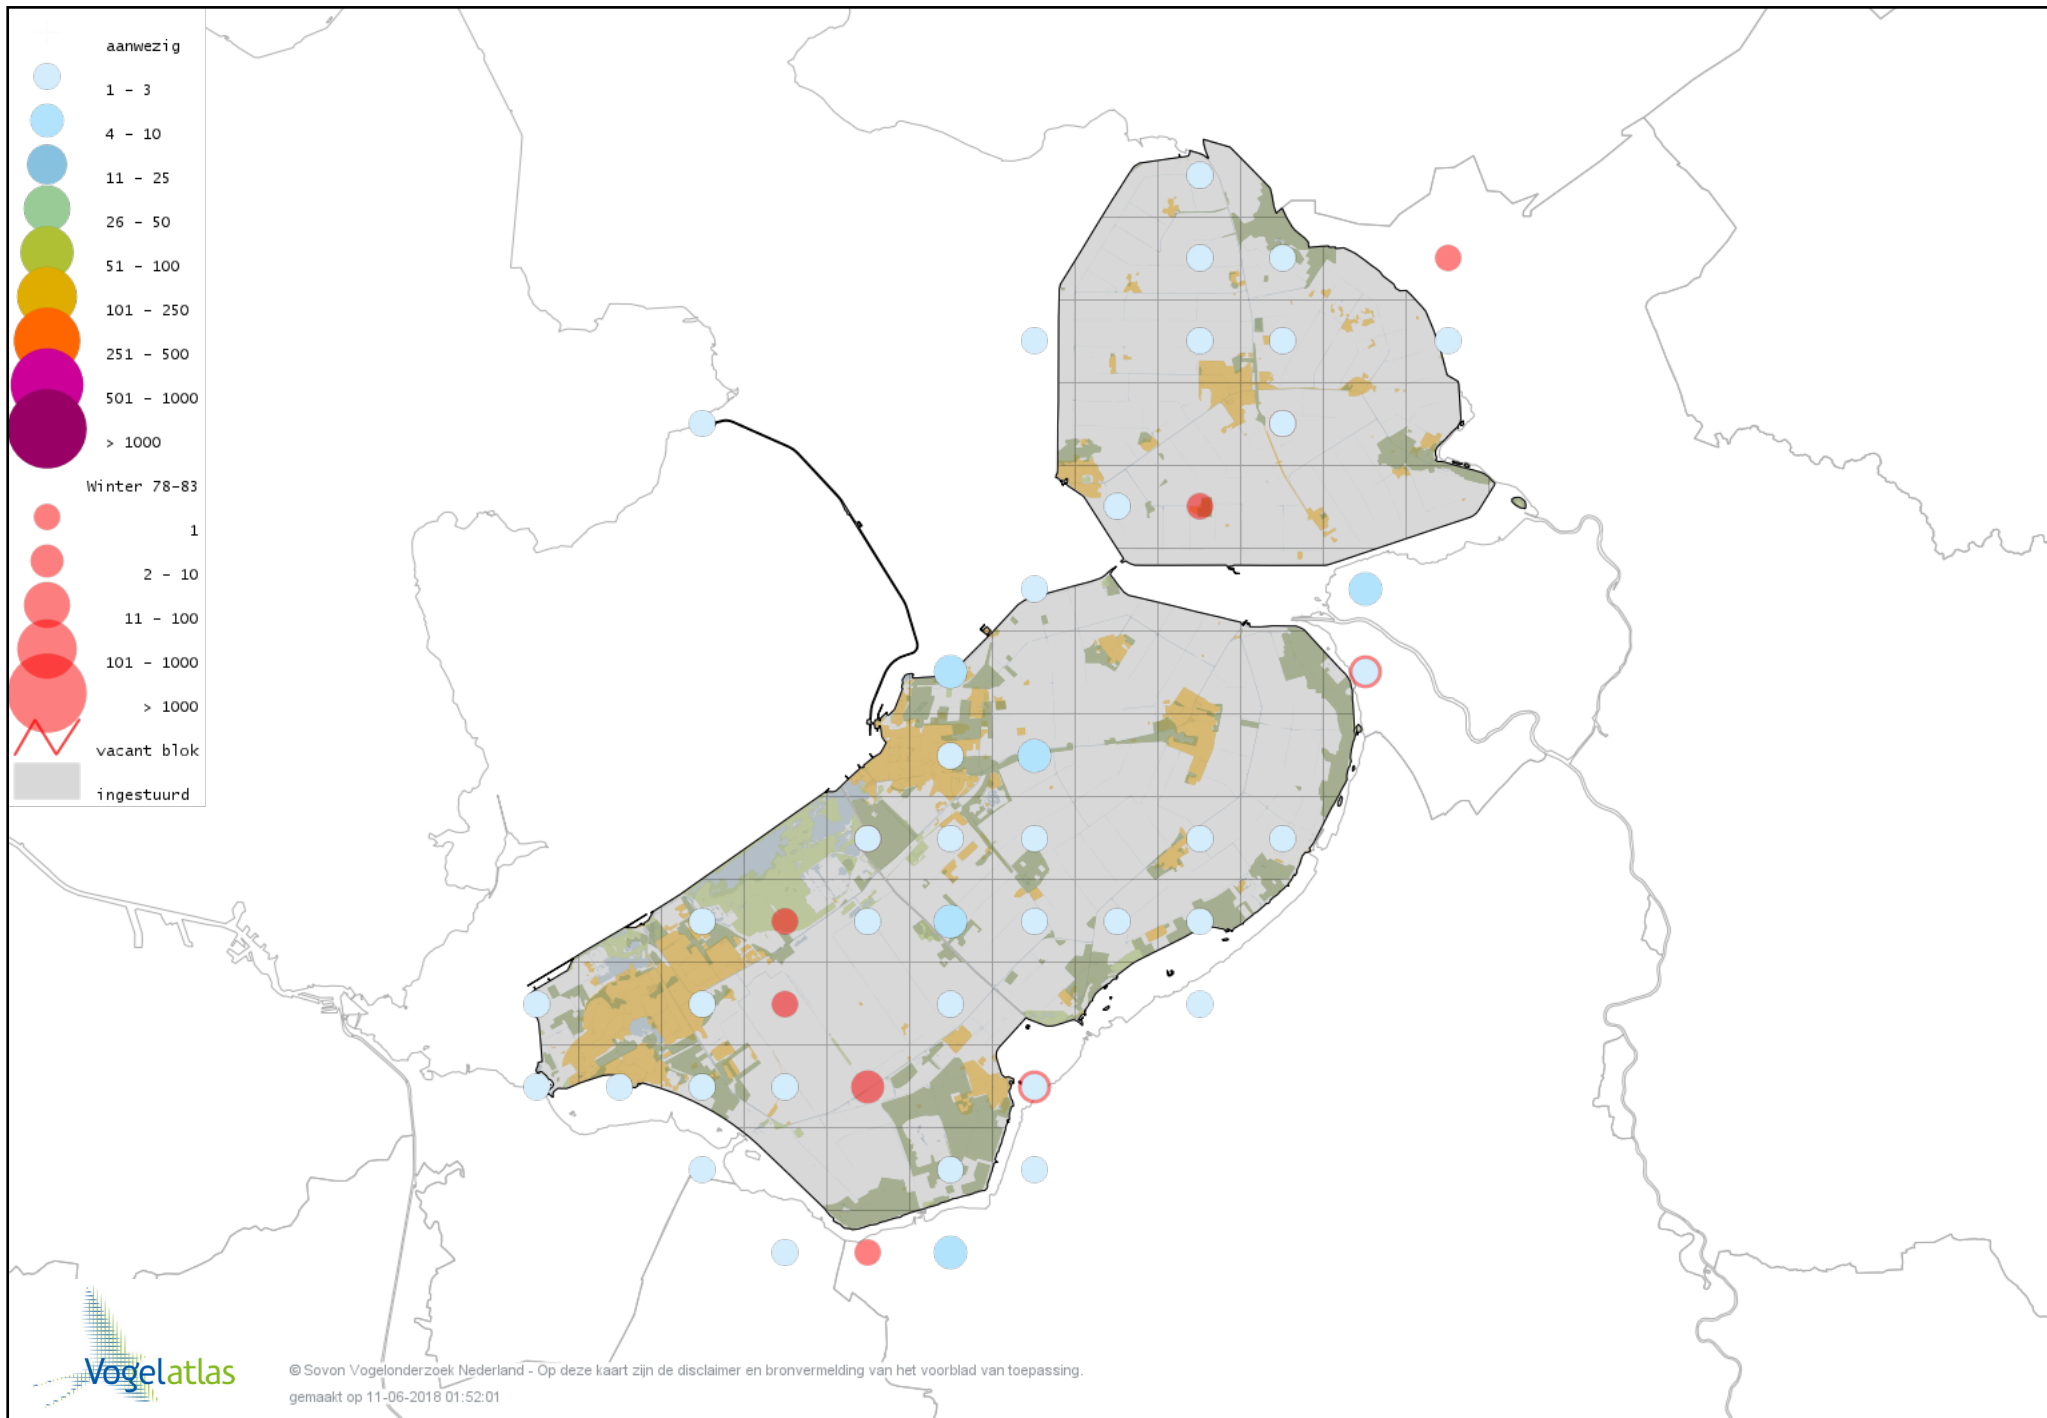 aanwezig
1 - 3
4 - 10
11 - 25
26 - 50
51 - 100
101 - 250
251 - 500
501 - 1000
> 1000
Winter 78-83
1
2 - 10
11 - 100
101 - 1000
> 1000
vacant blok
ingestuurd
Vogelatlas
© Sovon Vogelonderzoek Nederland - Op deze kaart zijn de disclaimer en bronvermelding van het voorblad van toepassing.
gemaakt op 11-06-2018 01:52:01